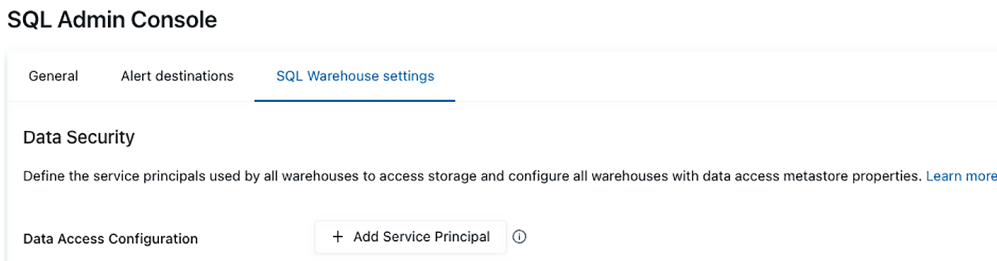 SQL Admin Console
General Alert destinations SQL Warehouse settings
Data Security
Define the service principals used by all warehouses to access storage and configure all warehouses with data access metastore properties. Learn more
Data Access Configuration + Add Service Principal